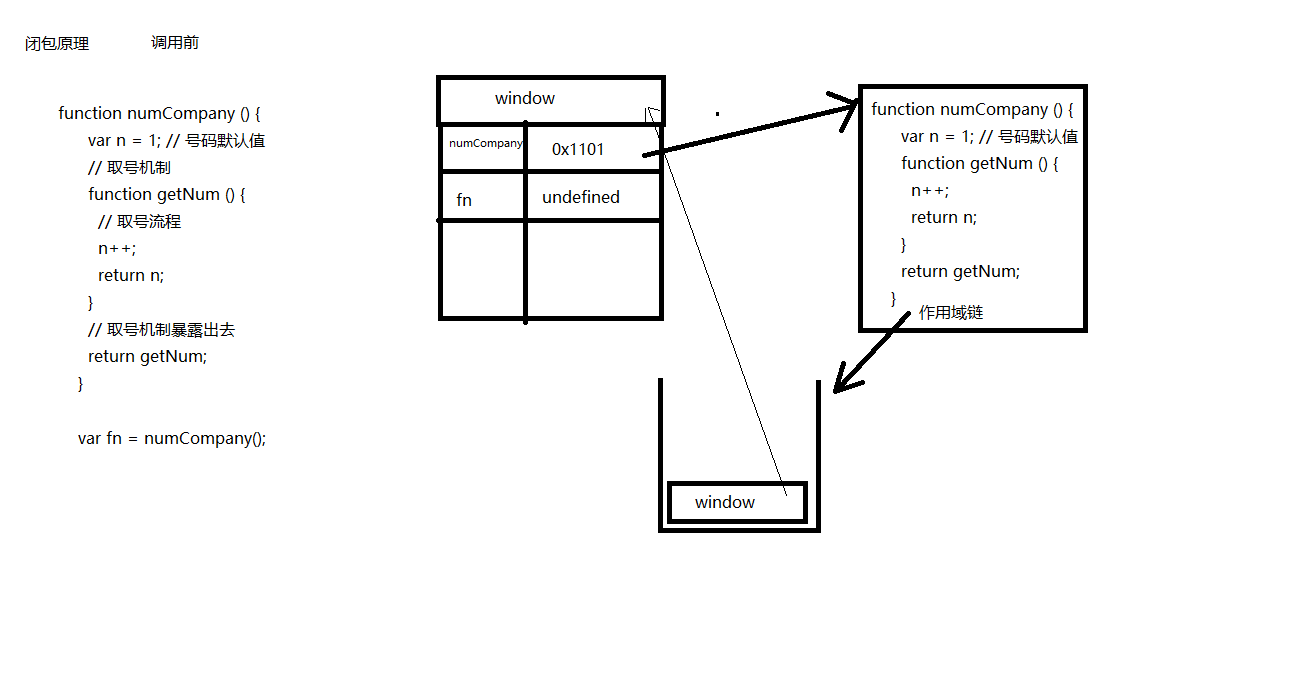 闭包原理 调用前
function numCompany () {
var n = 1; // 号码默认值
// 取号机制
function getNum () {
// 取号流程
n++;
return n;
}
// 取号机制暴露出去
return getNum;
}
var fn = numCompany();
window
numCompany 0x1101
fn undefined
function numCompany () {
var n = 1; // 号码默认值
function getNum () {
n++;
return n;
}
return getNum;
}
作用域链
window